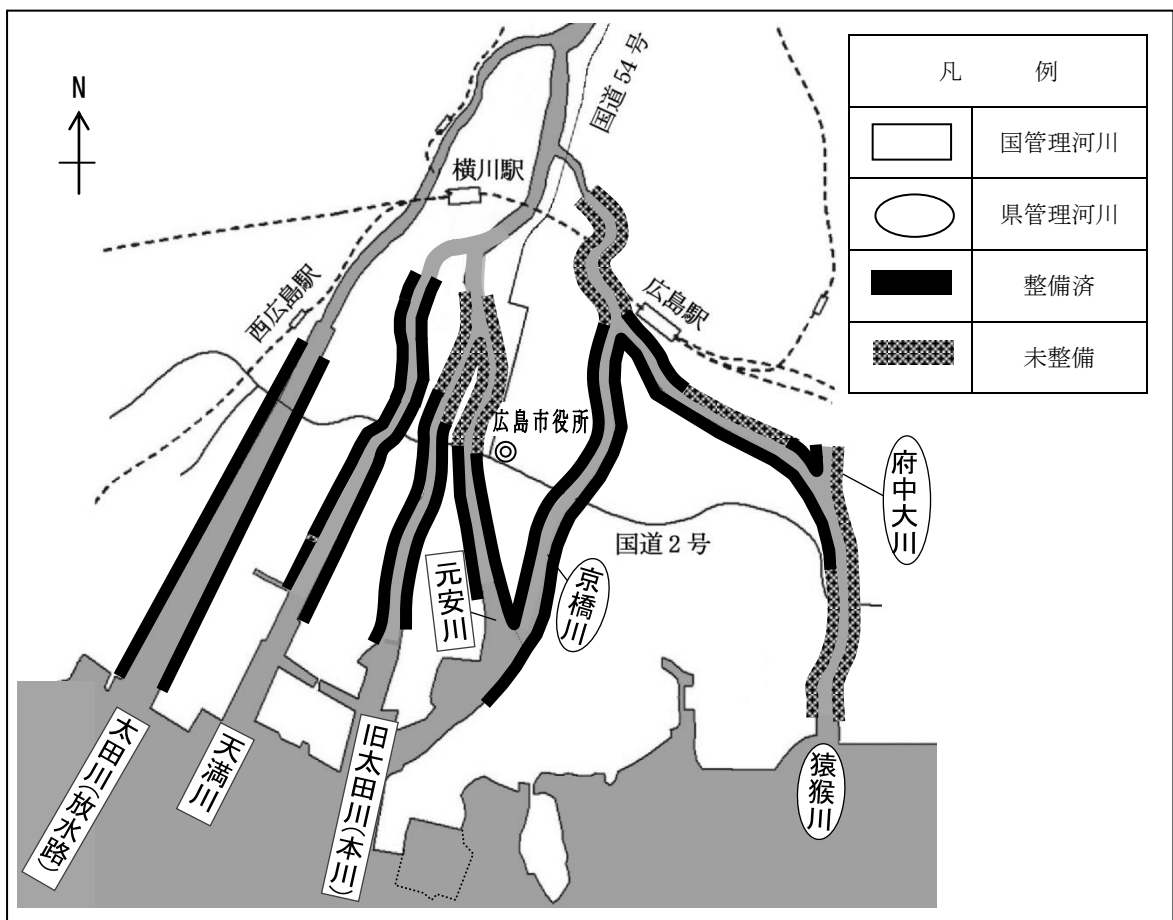 N
国道54号
横川駅
西広島駅
広島駅
広島市役所
国道2号
元安川
京橋川
府中大川
太田川(放水路)
天満川
旧太田川(本川)
猿猴川
凡 例
国管理河川
県管理河川
整備済
未整備